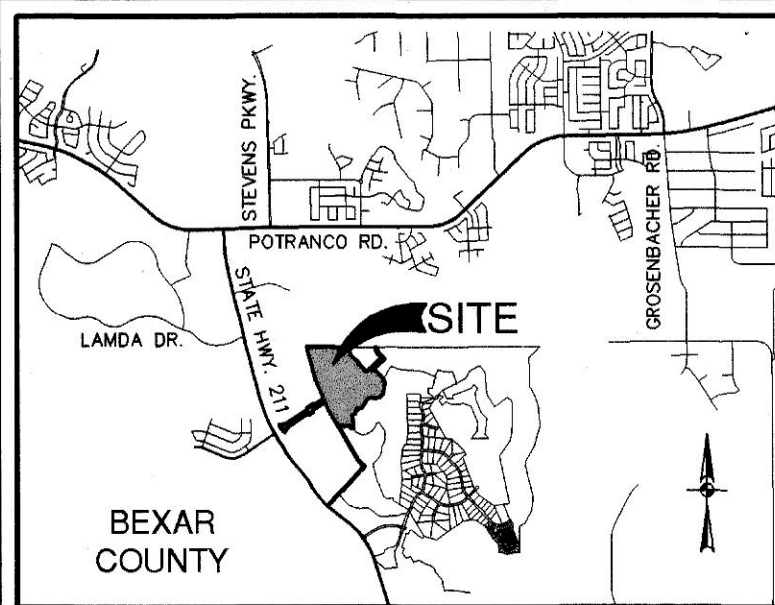 STEVENS PKWY.
GROSENBACHER RD.
POTRANCO RD.
STATE HWY. 211
LAMDA DR.
SITE
BEXAR
COUNTY